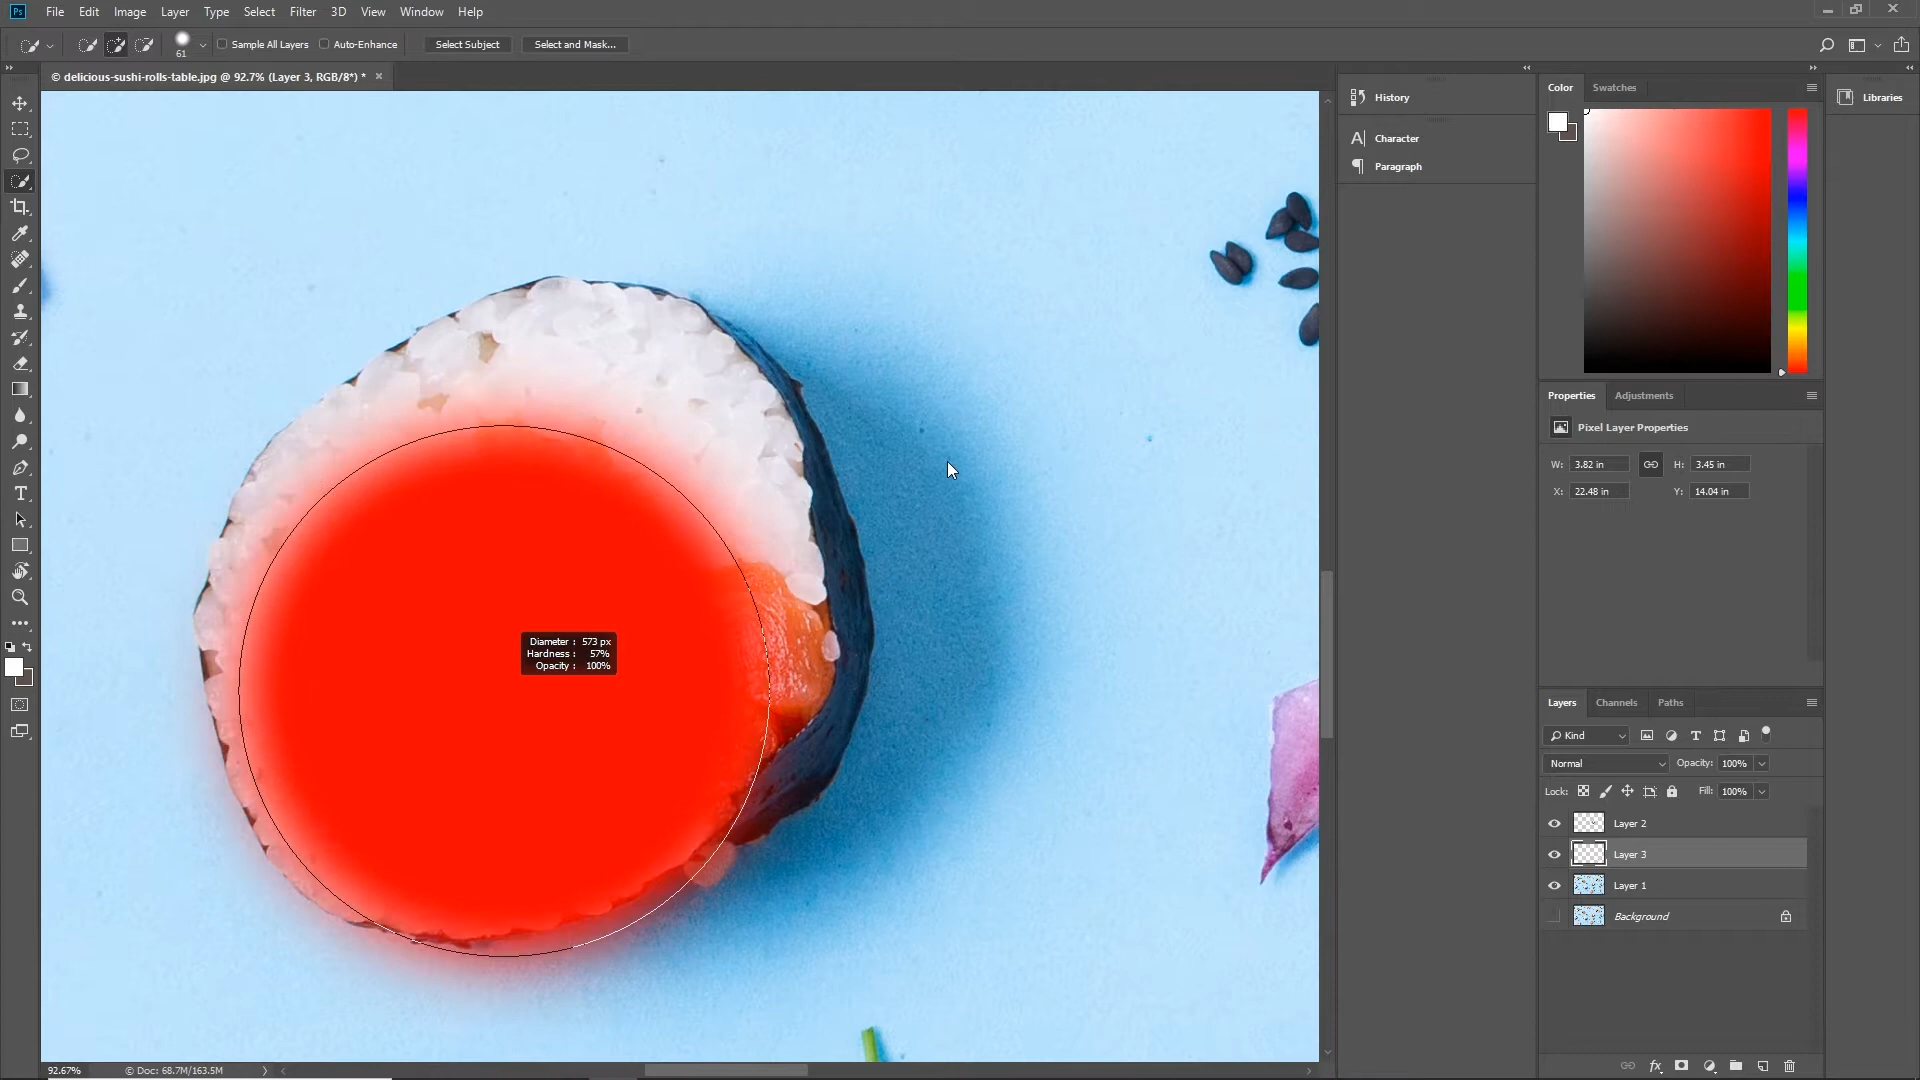 Ps File Edit Image Layer Type Select Filter 3D View Window Help
61 Sample All Layers Auto-Enhance Select Subject Select and Mask...
© delicious-sushi-rolls-table.jpg @ 92.7% (Layer 3, RGB/8*) * ×
History
Character
Paragraph
Color Swatches
Libraries
Properties Adjustments
Pixel Layer Properties
W: 3.82 in H: 3.45 in
X: 22.48 in Y: 14.04 in
Diameter : 573 px
Hardness : 57%
Opacity : 100%
Layers Channels Paths
Kind
Normal Opacity: 100%
Lock: Fill: 100%
Layer 2
Layer 3
Layer 1
Background
fx
92.67% © Doc: 68.7M/163.5M